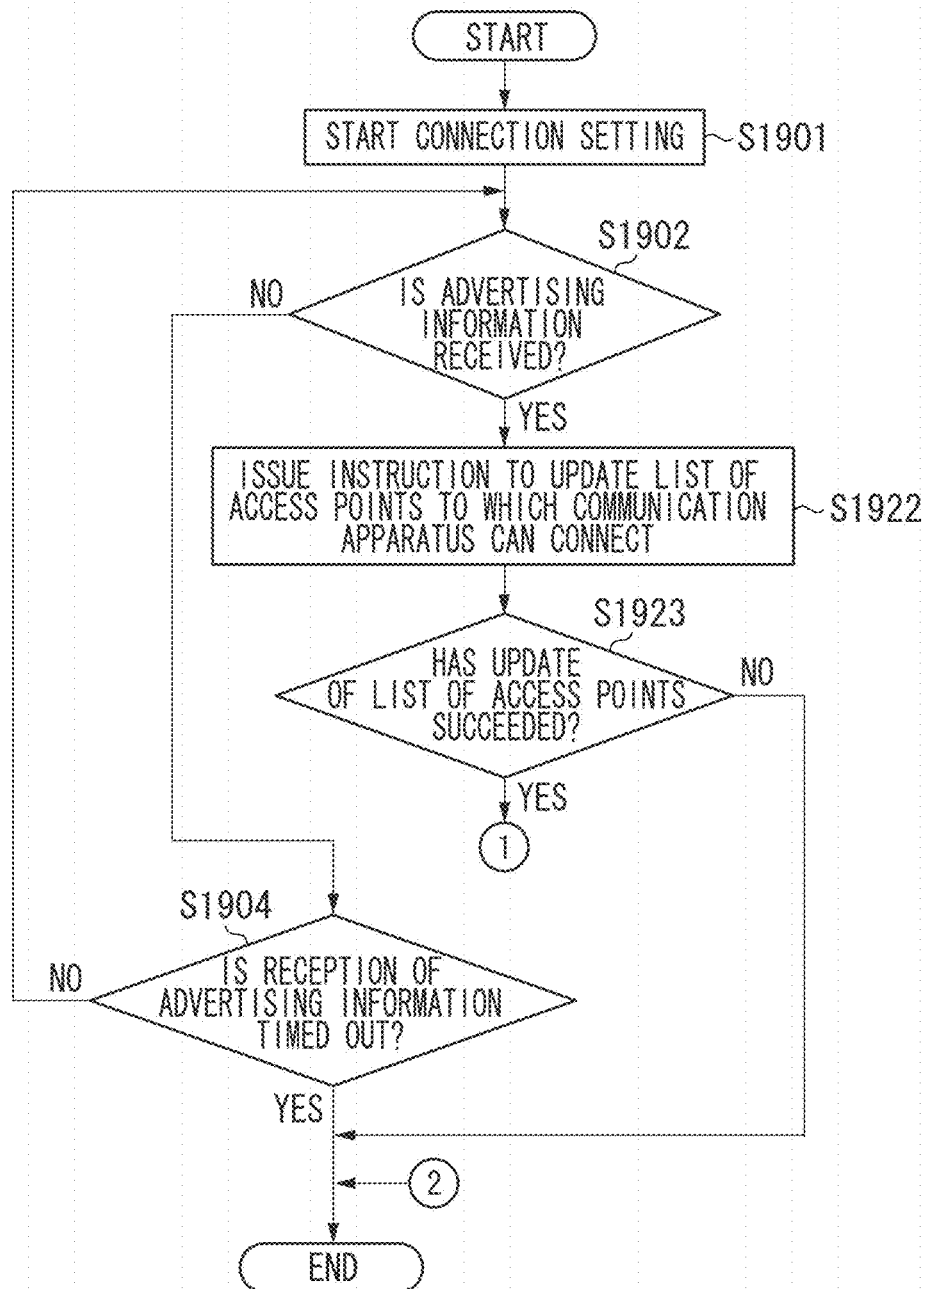 START
START CONNECTION SETTING
S1901
S1902
NO
IS ADVERTISING
INFORMATION
RECEIVED?
YES
ISSUE INSTRUCTION TO UPDATE LIST OF
ACCESS POINTS TO WHICH COMMUNICATION
APPARATUS CAN CONNECT
S1922
S1923
HAS UPDATE
OF LIST OF ACCESS POINTS
SUCCEEDED?
NO
YES
1
S1904
NO
IS RECEPTION OF
ADVERTISING INFORMATION
TIMED OUT?
YES
2
END